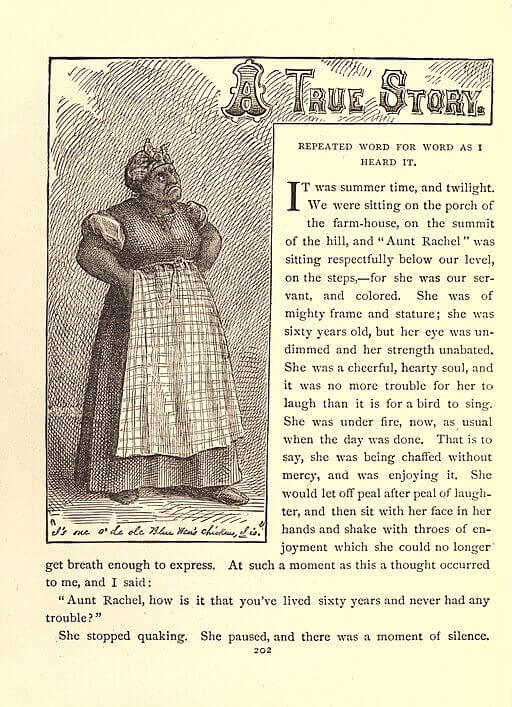 A TRUE STORY.
REPEATED WORD FOR WORD AS I
HEARD IT.
IT was summer time, and twilight.
We were sitting on the porch of
the farm-house, on the summit
of the hill, and "Aunt Rachel" was
sitting respectfully below our level,
on the steps,—for she was our ser-
vant, and colored. She was of
mighty frame and stature; she was
sixty years old, but her eye was un-
dimmed and her strength unabated.
She was a cheerful, hearty soul, and
it was no more trouble for her to
laugh than it is for a bird to sing.
She was under fire, now, as usual
when the day was done. That is to
say, she was being chaffed without
mercy, and was enjoying it. She
would let off peal after peal of laugh-
ter, and then sit with her face in her
hands and shake with throes of en-
joyment which she could no longer
"I's one o' de ole Blue Hen's Chickens, I is."
get breath enough to express. At such a moment as this a thought occurred
to me, and I said:
"Aunt Rachel, how is it that you've lived sixty years and never had any
trouble?"
She stopped quaking. She paused, and there was a moment of silence.
202